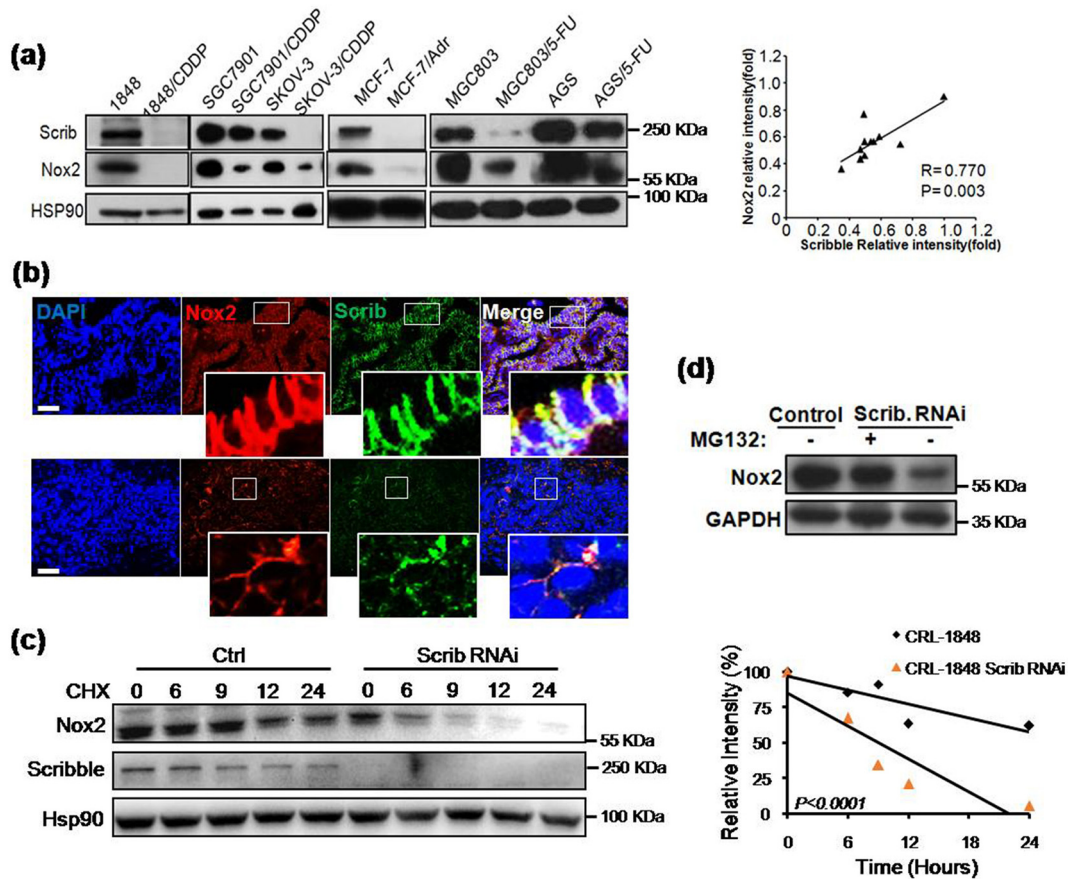 (a)
1848
1848/CDDP
SGC7901
SGC7901/CDDP
SKOV-3
SKOV-3/CDDP
MCF-7
MCF-7/Adr
MGC803
MGC803/5-FU
AGS
AGS/5-FU
Scrib
250 KDa
Nox2
55 KDa
HSP90
100 KDa
Nox2 relative intensity(fold)
1.2
1
0.8
0.6
0.4
0.2
0
R=0.770
P=0.003
0 0.2 0.4 0.6 0.8 1.0 1.2
Scribble Relative intensity(fold)
(b)
DAPI Nox2 Scrib Merge
(d)
Control Scrib. RNAi
MG132: - + -
Nox2
55 KDa
GAPDH
35 KDa
(c)
Ctrl Scrib RNAi
CHX 0 6 9 12 24 0 6 9 12 24
Nox2
55 KDa
Scribble
250 KDa
Hsp90
100 KDa
CRL-1848
CRL-1848 Scrib RNAi
Relative Intensity (%)
100
75
50
25
0
P<0.0001
0 6 12 18 24
Time (Hours)